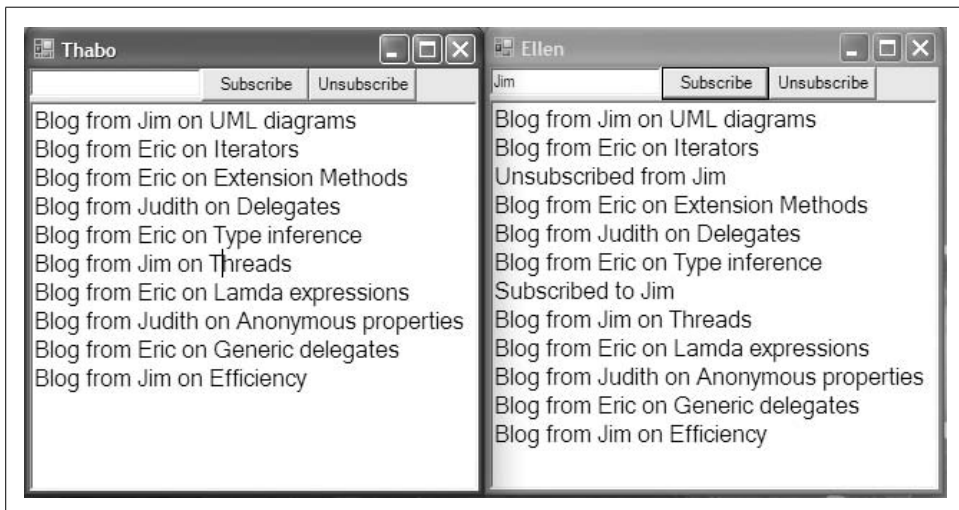 Thabo
Subscribe Unsubscribe
Blog from Jim on UML diagrams
Blog from Eric on Iterators
Blog from Eric on Extension Methods
Blog from Judith on Delegates
Blog from Eric on Type inference
Blog from Jim on Threads
Blog from Eric on Lamda expressions
Blog from Judith on Anonymous properties
Blog from Eric on Generic delegates
Blog from Jim on Efficiency
Ellen
Jim Subscribe Unsubscribe
Blog from Jim on UML diagrams
Blog from Eric on Iterators
Unsubscribed from Jim
Blog from Eric on Extension Methods
Blog from Judith on Delegates
Blog from Eric on Type inference
Subscribed to Jim
Blog from Jim on Threads
Blog from Eric on Lamda expressions
Blog from Judith on Anonymous properties
Blog from Eric on Generic delegates
Blog from Jim on Efficiency